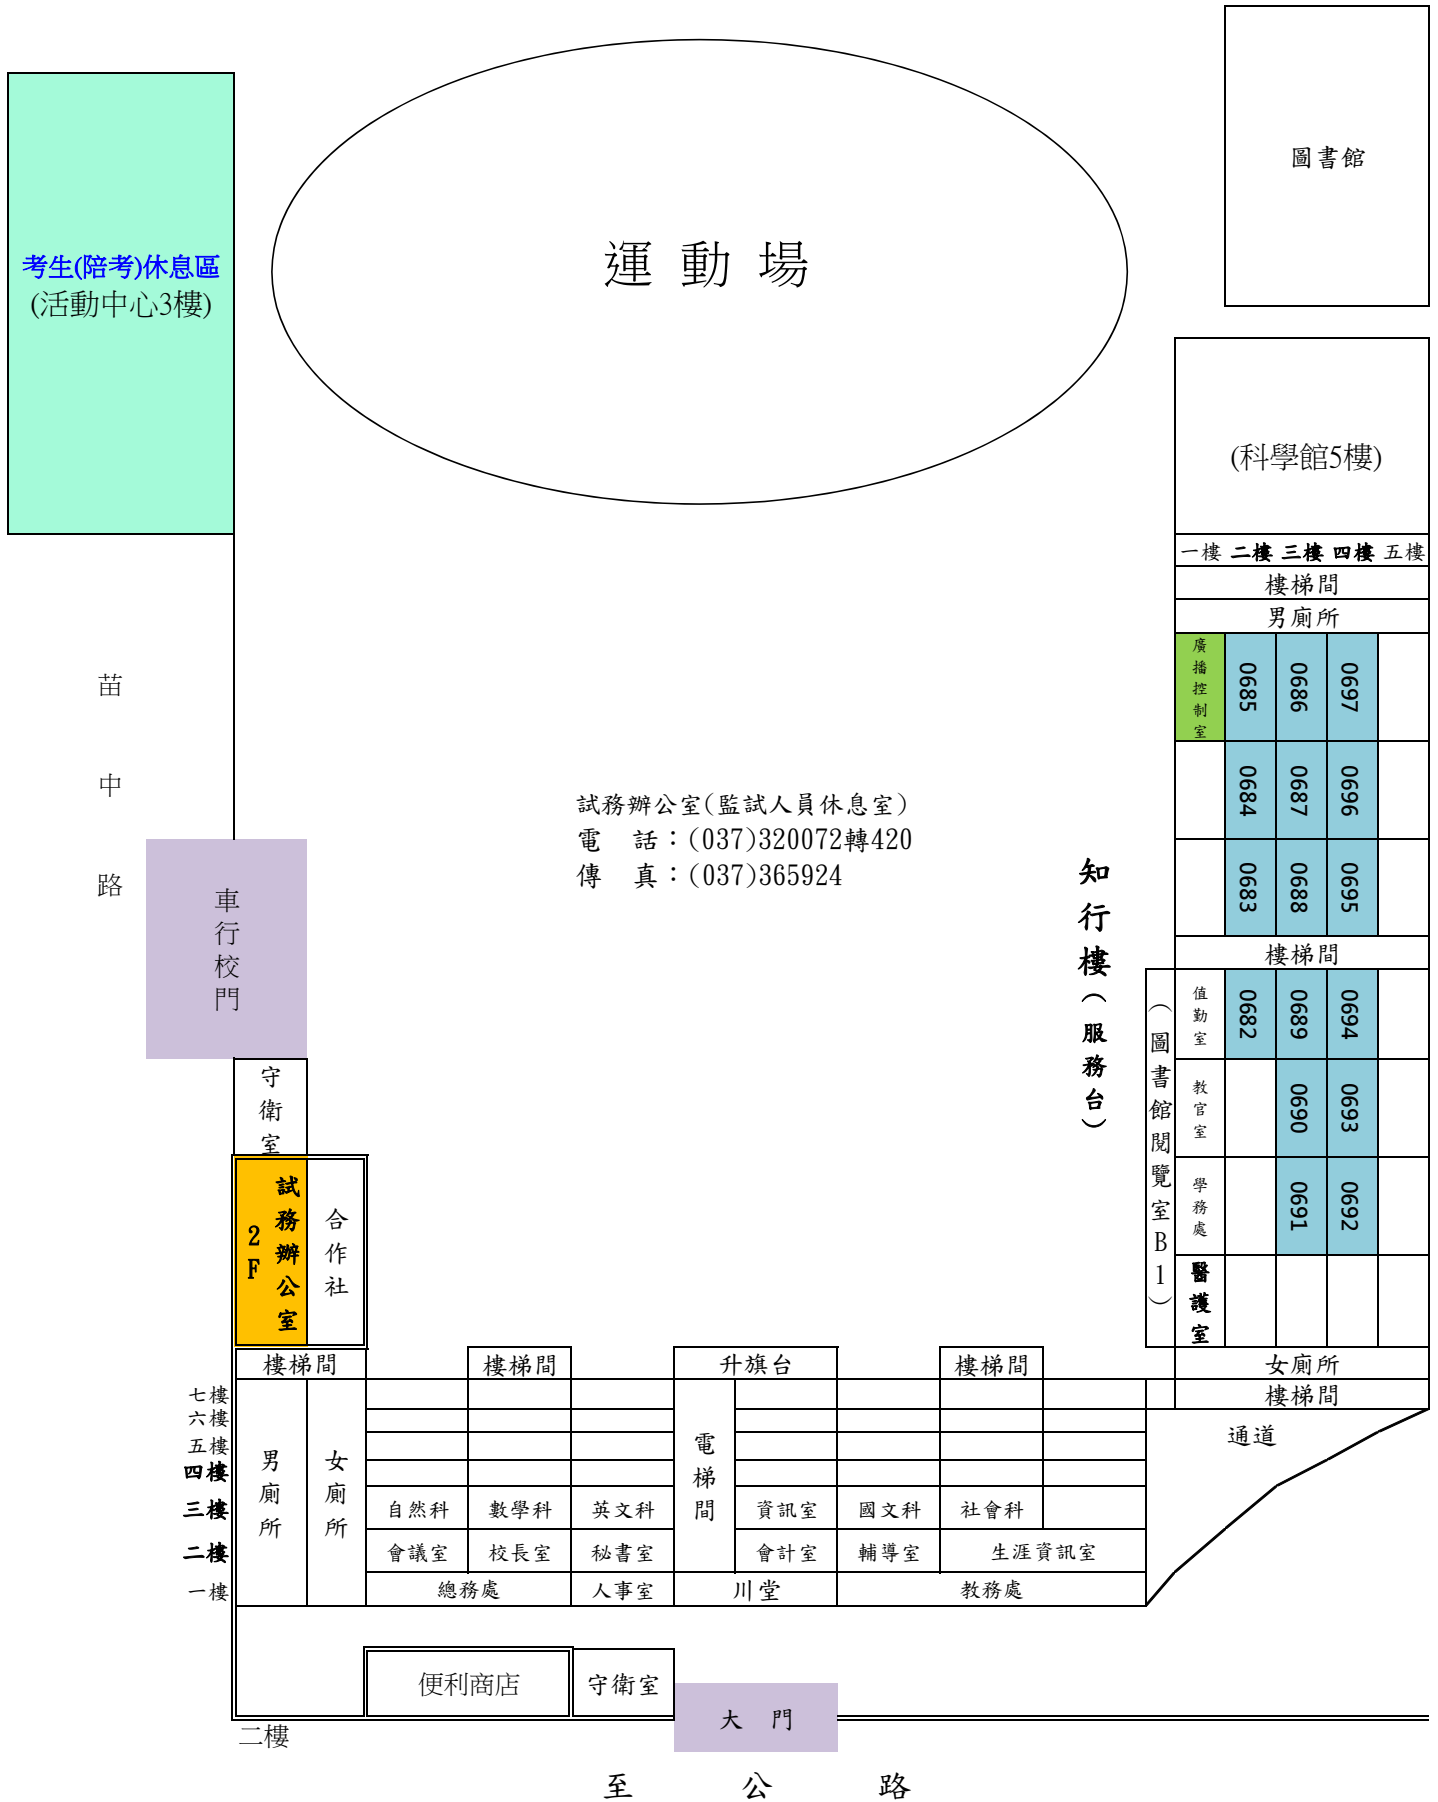 圖書館
考生(陪考)休息區
(活動中心3樓)
運動場
(科學館5樓)
一樓 二樓 三樓 四樓 五樓
樓梯間
男廁所
廣播控制室 0685 0686 0697
0684 0687 0696
0683 0688 0695
樓梯間
值勤室 0682 0689 0694
教官室 0690 0693
學務處 0691 0692
醫護室
女廁所
樓梯間
通道
知行樓(服務台)
(圖書館閱覽室B1)
苗中路
車行校門
試務辦公室(監試人員休息室)
電 話：(037)320072轉420
傳 真：(037)365924
守衛室
試務辦公室
2F
合作社
樓梯間 樓梯間 升旗台 樓梯間
七樓
六樓
五樓
四樓
三樓
二樓
一樓
男廁所
女廁所
電梯間
自然科 數學科 英文科 資訊室 國文科 社會科
會議室 校長室 秘書室 會計室 輔導室 生涯資訊室
總務處 人事室 川堂 教務處
便利商店 守衛室
大 門
二樓
至 公 路